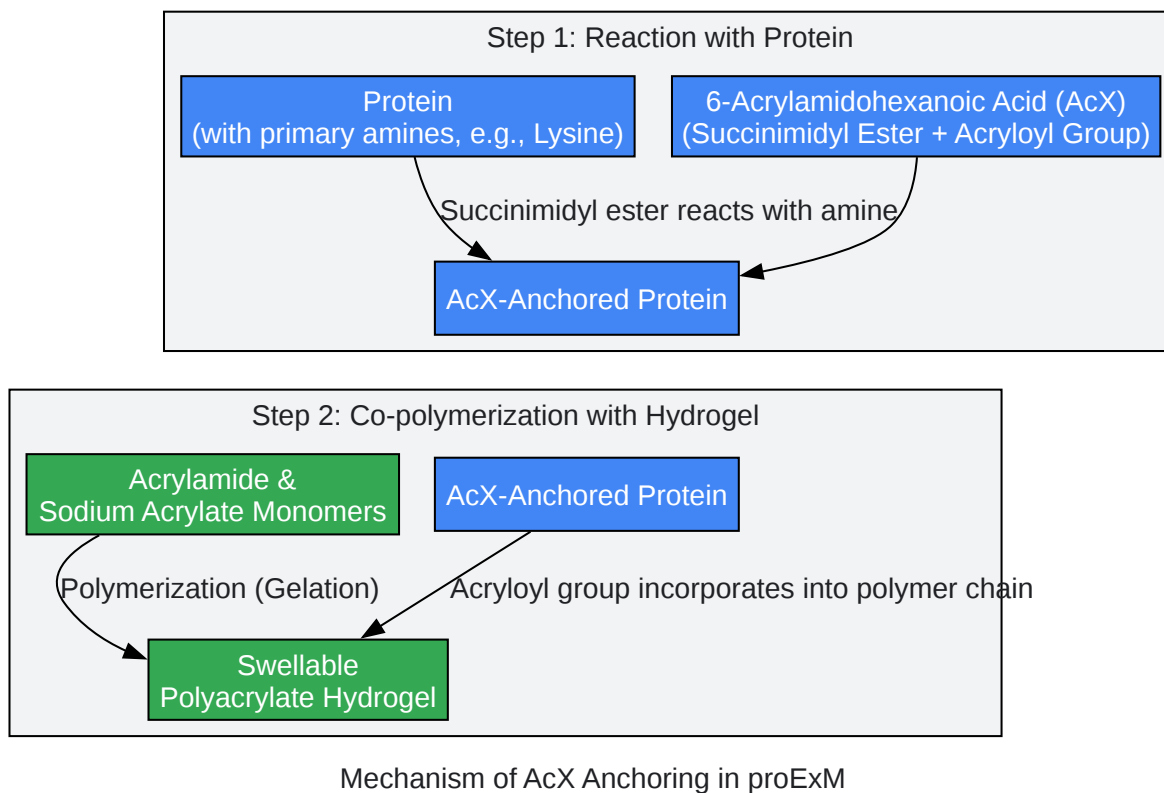 Step 1: Reaction with Protein
Protein
(with primary amines, e.g., Lysine)
6-Acrylamidohexanoic Acid (AcX)
(Succinimidyl Ester + Acryloyl Group)
Succinimidyl ester reacts with amine
AcX-Anchored Protein
Step 2: Co-polymerization with Hydrogel
Acrylamide &
Sodium Acrylate Monomers
AcX-Anchored Protein
Polymerization (Gelation)
Acryloyl group incorporates into polymer chain
Swellable
Polyacrylate Hydrogel
Mechanism of AcX Anchoring in proExM